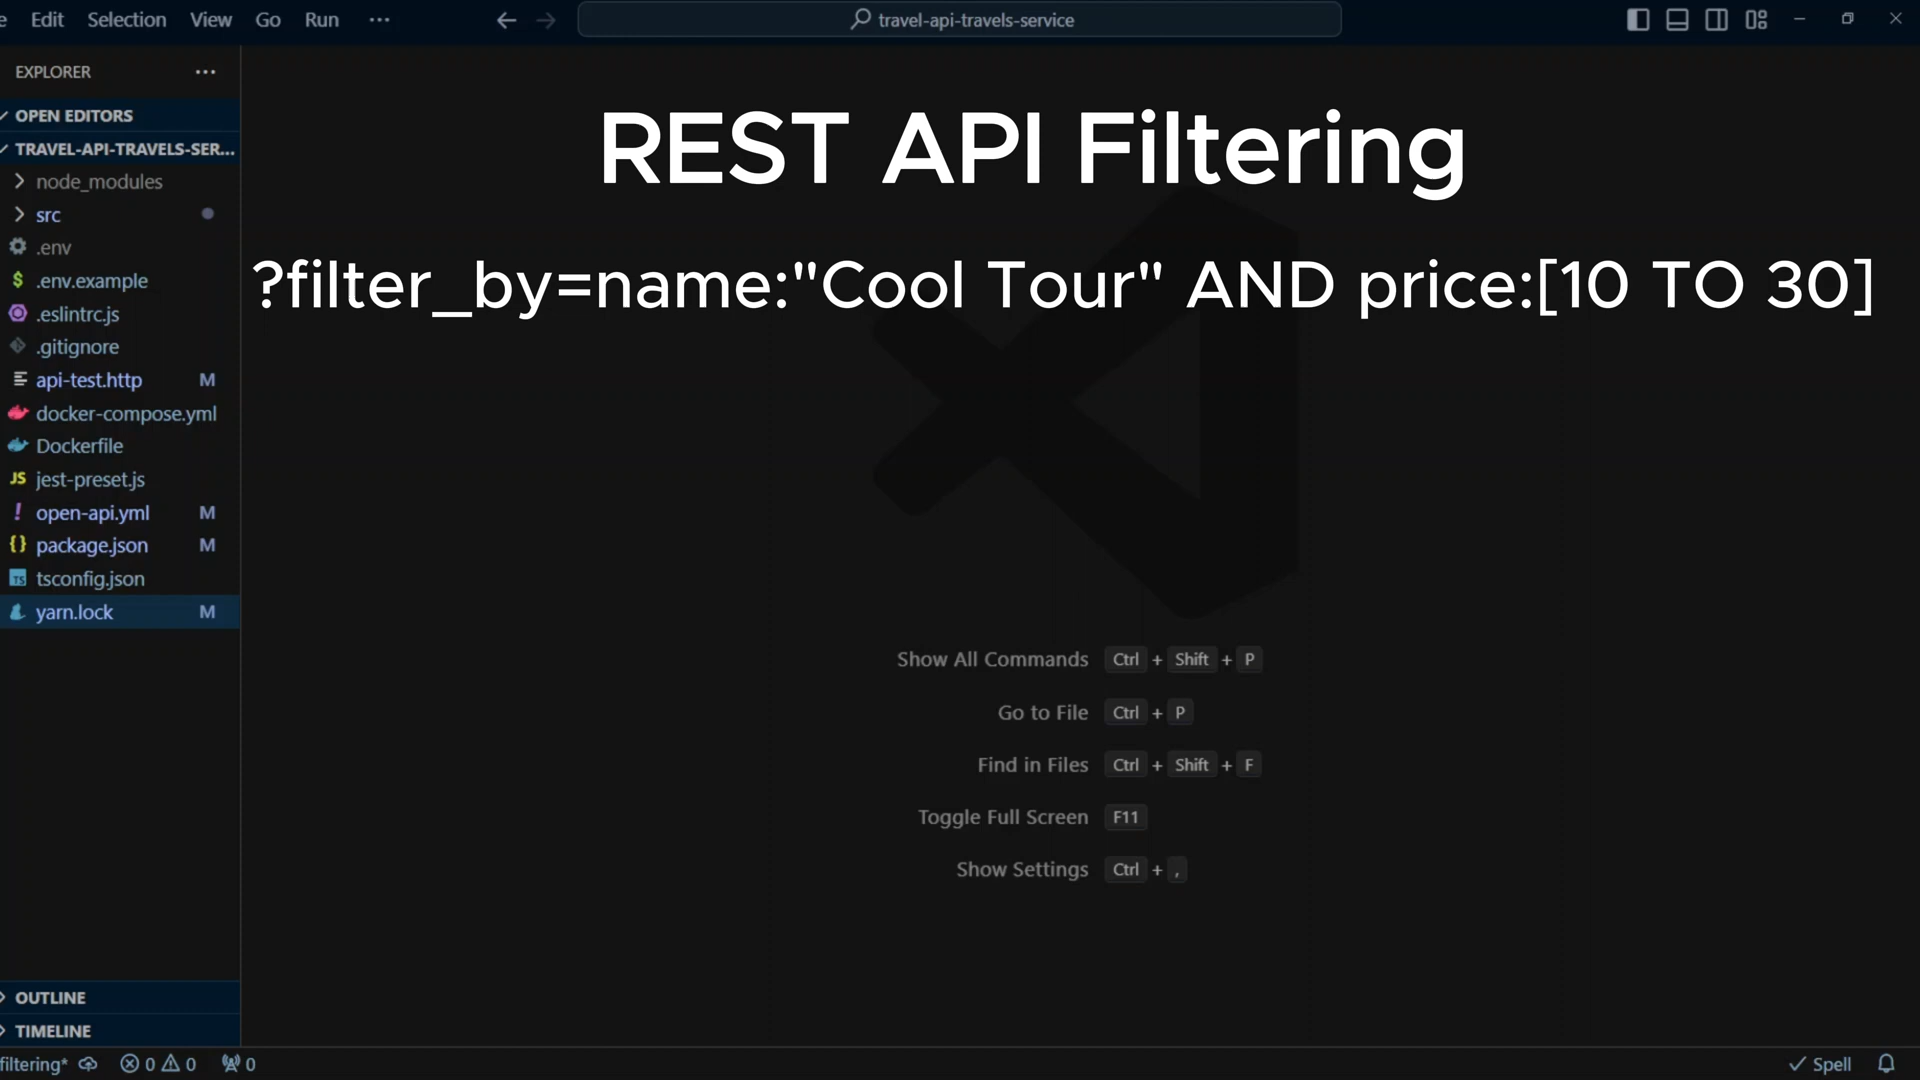 Edit Selection View Go Run ···
travel-api-travels-service
EXPLORER ···
OPEN EDITORS
TRAVEL-API-TRAVELS-SER...
node_modules
src
.env
$ .env.example
.eslintrc.js
.gitignore
api-test.http M
docker-compose.yml
Dockerfile
JS jest-preset.js
! open-api.yml M
{} package.json M
TS tsconfig.json
yarn.lock M
OUTLINE
TIMELINE
REST API Filtering
?filter_by=name:"Cool Tour" AND price:[10 TO 30]
Show All Commands Ctrl + Shift + P
Go to File Ctrl + P
Find in Files Ctrl + Shift + F
Toggle Full Screen F11
Show Settings Ctrl + ,
filtering* 0 0 0
Spell